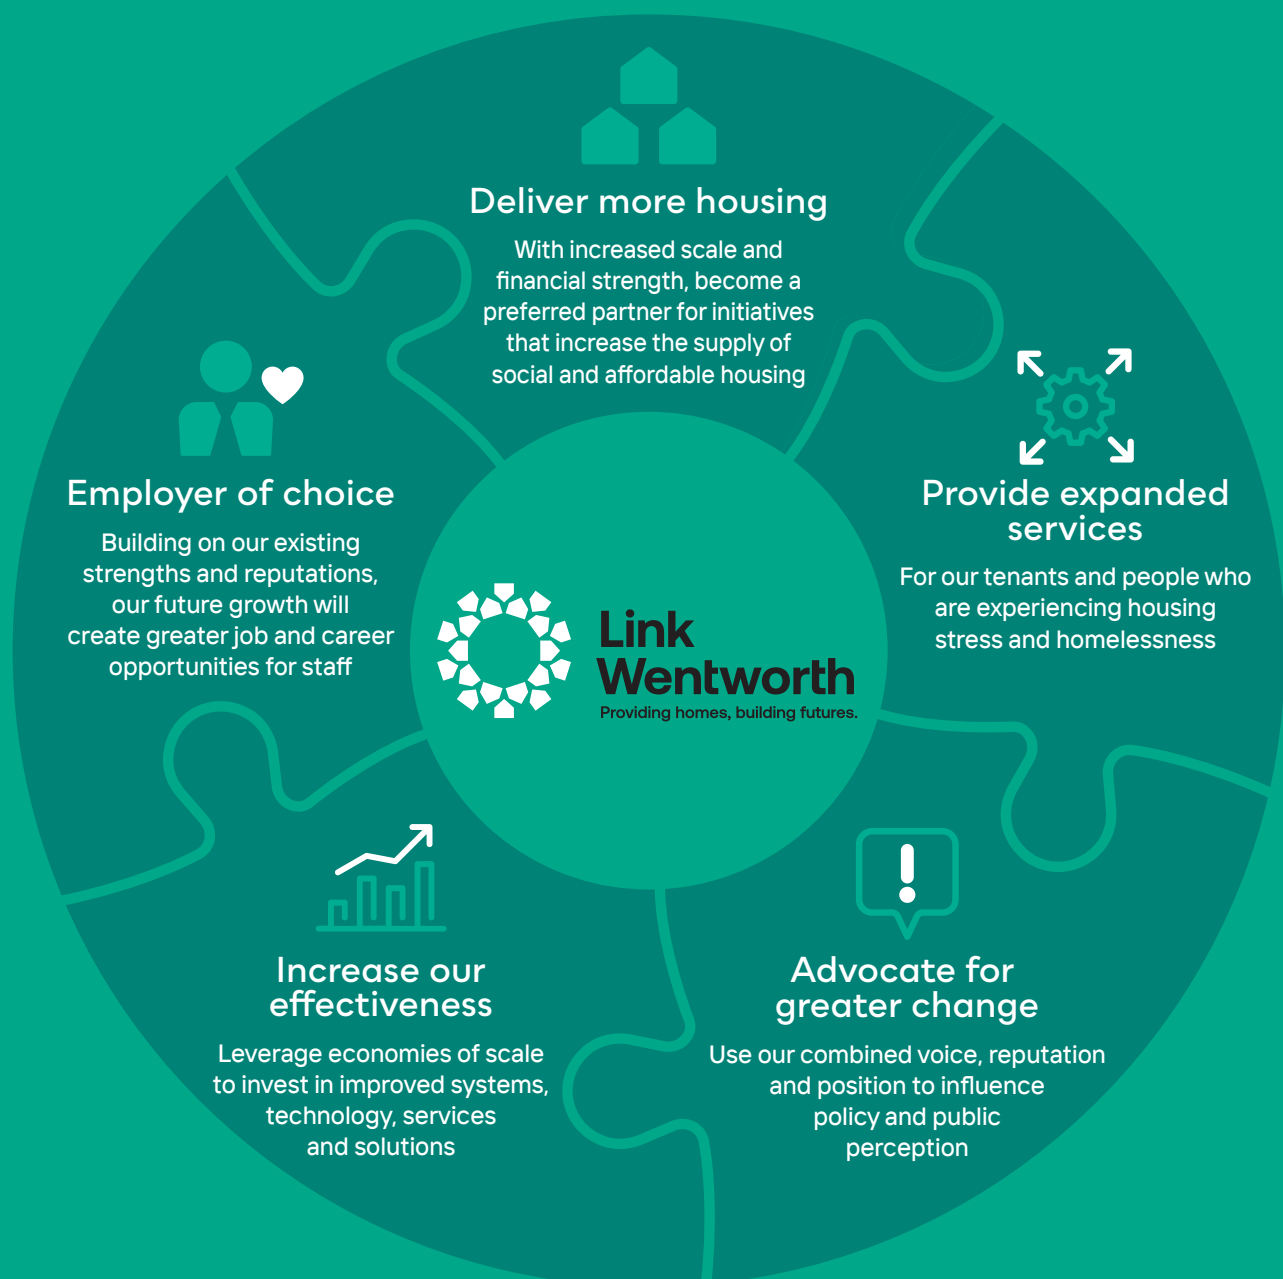 Deliver more housing
With increased scale and
financial strength, become a
preferred partner for initiatives
that increase the supply of
social and affordable housing
Provide expanded
services
For our tenants and people who
are experiencing housing
stress and homelessness
Advocate for
greater change
Use our combined voice, reputation
and position to influence
policy and public
perception
Increase our
effectiveness
Leverage economies of scale
to invest in improved systems,
technology, services
and solutions
Employer of choice
Building on our existing
strengths and reputations,
our future growth will
create greater job and career
opportunities for staff
Link
Wentworth
Providing homes, building futures.